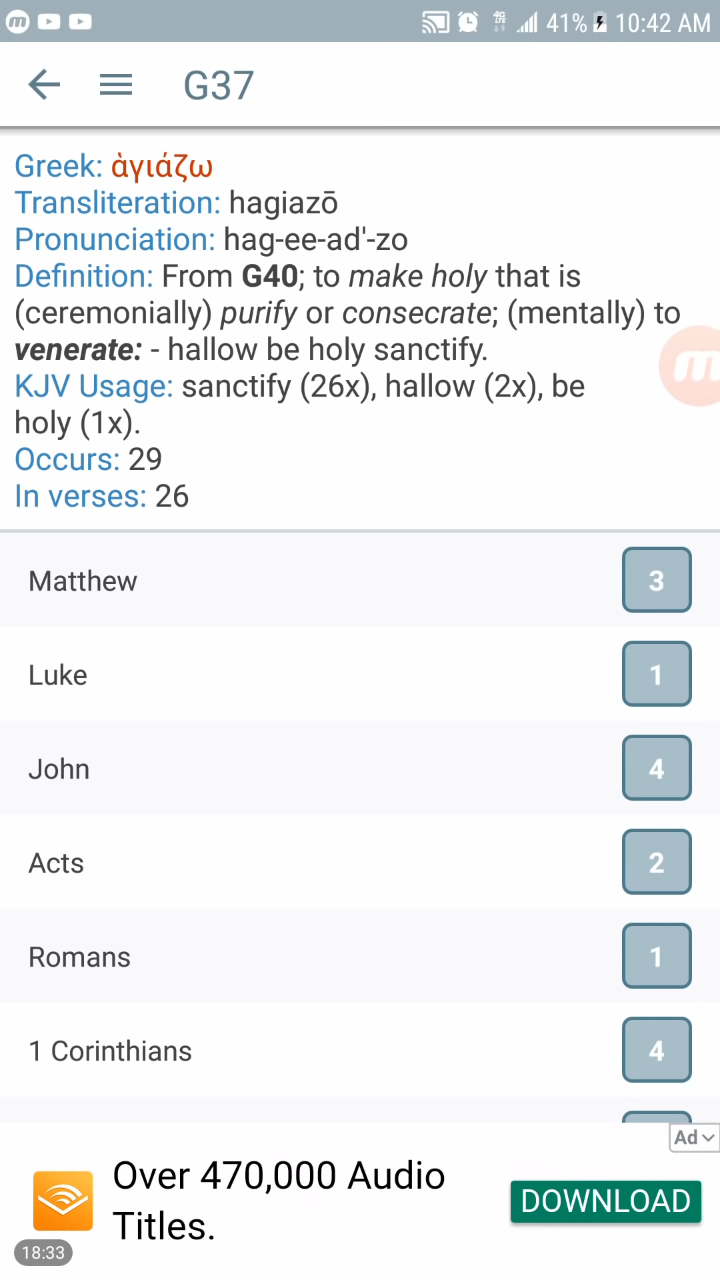 41% 10:42 AM
G37
Greek: ἁγιάζω
Transliteration: hagiazō
Pronunciation: hag-ee-ad'-zo
Definition: From G40; to make holy that is
(ceremonially) purify or consecrate; (mentally) to
venerate: - hallow be holy sanctify.
KJV Usage: sanctify (26x), hallow (2x), be
holy (1x).
Occurs: 29
In verses: 26
Matthew 3
Luke 1
John 4
Acts 2
Romans 1
1 Corinthians 4
Ad
Over 470,000 Audio
Titles.
DOWNLOAD
18:33